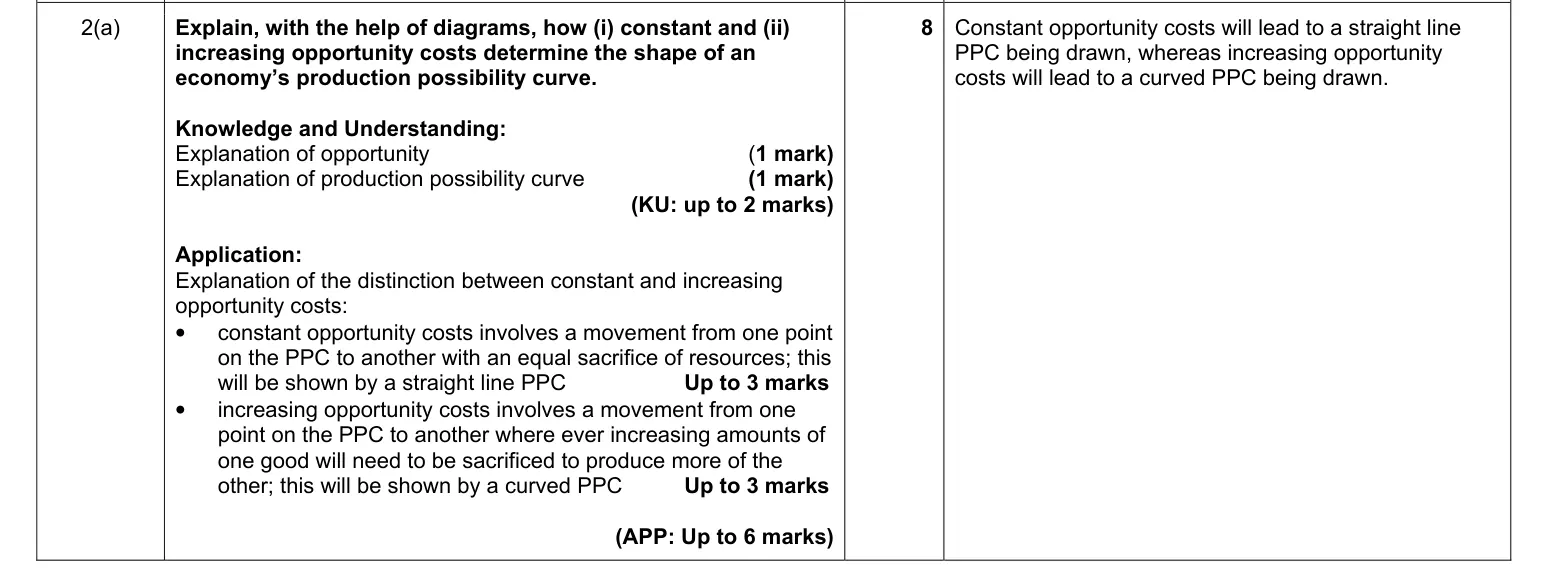 2(a)
Explain, with the help of diagrams, how (i) constant and (ii)
increasing opportunity costs determine the shape of an
economy’s production possibility curve.
Knowledge and Understanding:
Explanation of opportunity (1 mark)
Explanation of production possibility curve (1 mark)
(KU: up to 2 marks)
Application:
Explanation of the distinction between constant and increasing
opportunity costs:
• constant opportunity costs involves a movement from one point
on the PPC to another with an equal sacrifice of resources; this
will be shown by a straight line PPC Up to 3 marks
• increasing opportunity costs involves a movement from one
point on the PPC to another where ever increasing amounts of
one good will need to be sacrificed to produce more of the
other; this will be shown by a curved PPC Up to 3 marks
(APP: Up to 6 marks)
8
Constant opportunity costs will lead to a straight line
PPC being drawn, whereas increasing opportunity
costs will lead to a curved PPC being drawn.